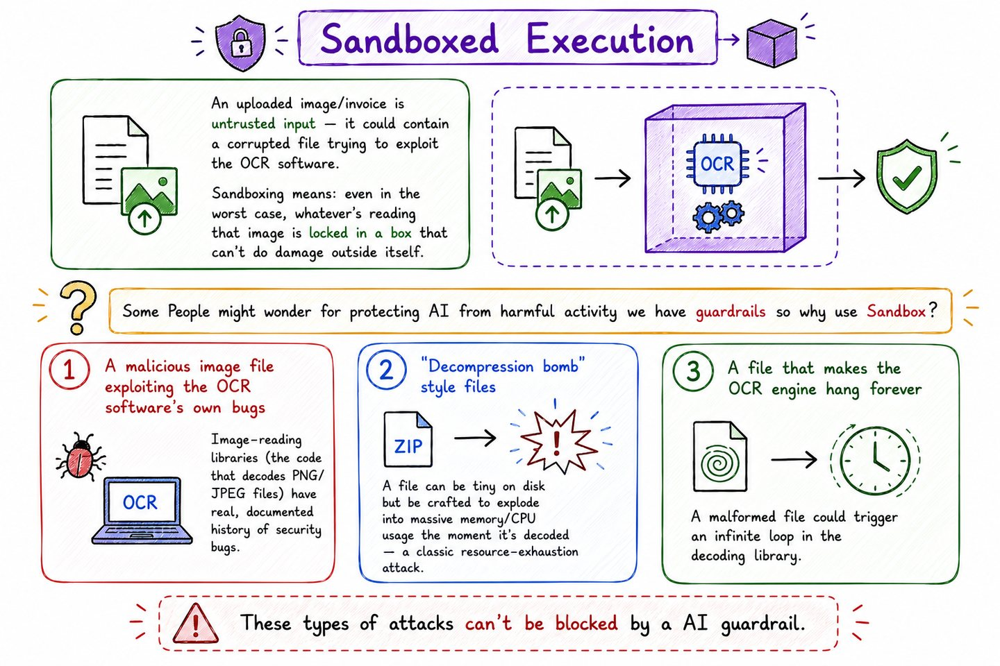 Sandboxed Execution
An uploaded image/invoice is
untrusted input — it could contain
a corrupted file trying to exploit
the OCR software.
Sandboxing means: even in the
worst case, whatever's reading
that image is locked in a box that
can't do damage outside itself.
OCR
Some People might wonder for protecting AI from harmful activity we have guardrails so why use Sandbox?
1
A malicious image file
exploiting the OCR
software's own bugs
OCR
Image-reading
libraries (the code
that decodes PNG/
JPEG files) have
real, documented
history of security
bugs.
2
"Decompression bomb"
style files
ZIP
!
A file can be tiny on disk
but be crafted to explode
into massive memory/CPU
usage the moment it's decoded
— a classic resource-exhaustion
attack.
3
A file that makes the
OCR engine hang forever
A malformed file could trigger
an infinite loop in the
decoding library.
! These types of attacks can't be blocked by a AI guardrail.